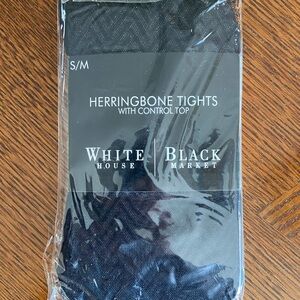 S/M
HERRINGBONE TIGHTS
WITH CONTROL TOP
WHITE | BLACK
HOUSE | MARKET